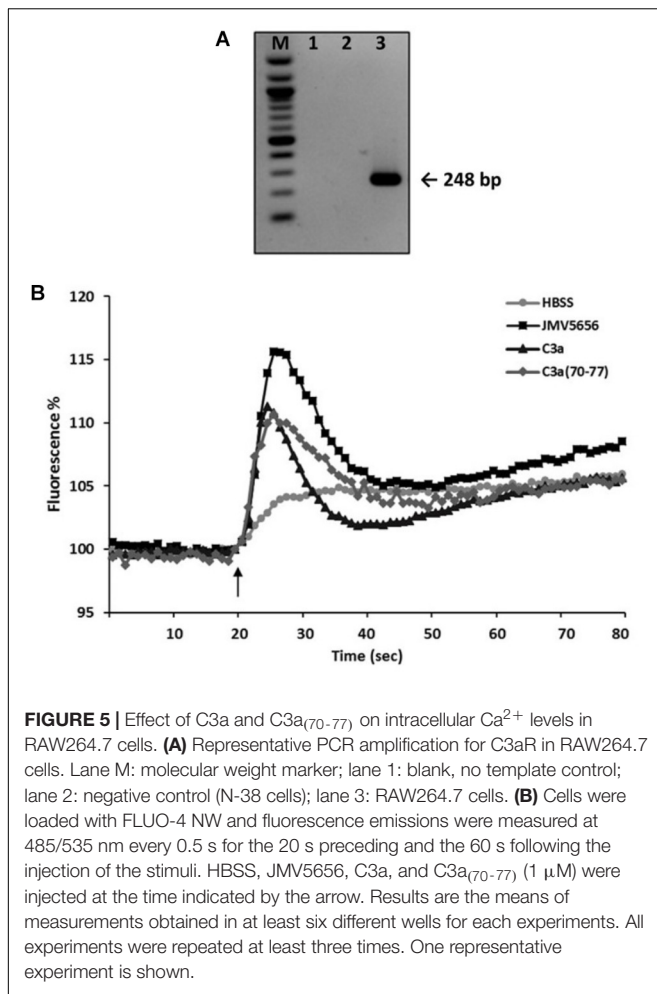 A
M 1 2 3
← 248 bp
B
120
115
110
105
100
95
Fluorescence %
HBSS
JMV5656
C3a
C3a(70-77)
10 20 30 40 50 60 70 80
Time (sec)
FIGURE 5 | Effect of C3a and C3a(70-77) on intracellular Ca2+ levels in
RAW264.7 cells. (A) Representative PCR amplification for C3aR in RAW264.7
cells. Lane M: molecular weight marker; lane 1: blank, no template control;
lane 2: negative control (N-38 cells); lane 3: RAW264.7 cells. (B) Cells were
loaded with FLUO-4 NW and fluorescence emissions were measured at
485/535 nm every 0.5 s for the 20 s preceding and the 60 s following the
injection of the stimuli. HBSS, JMV5656, C3a, and C3a(70-77) (1 μM) were
injected at the time indicated by the arrow. Results are the means of
measurements obtained in at least six different wells for each experiments. All
experiments were repeated at least three times. One representative
experiment is shown.